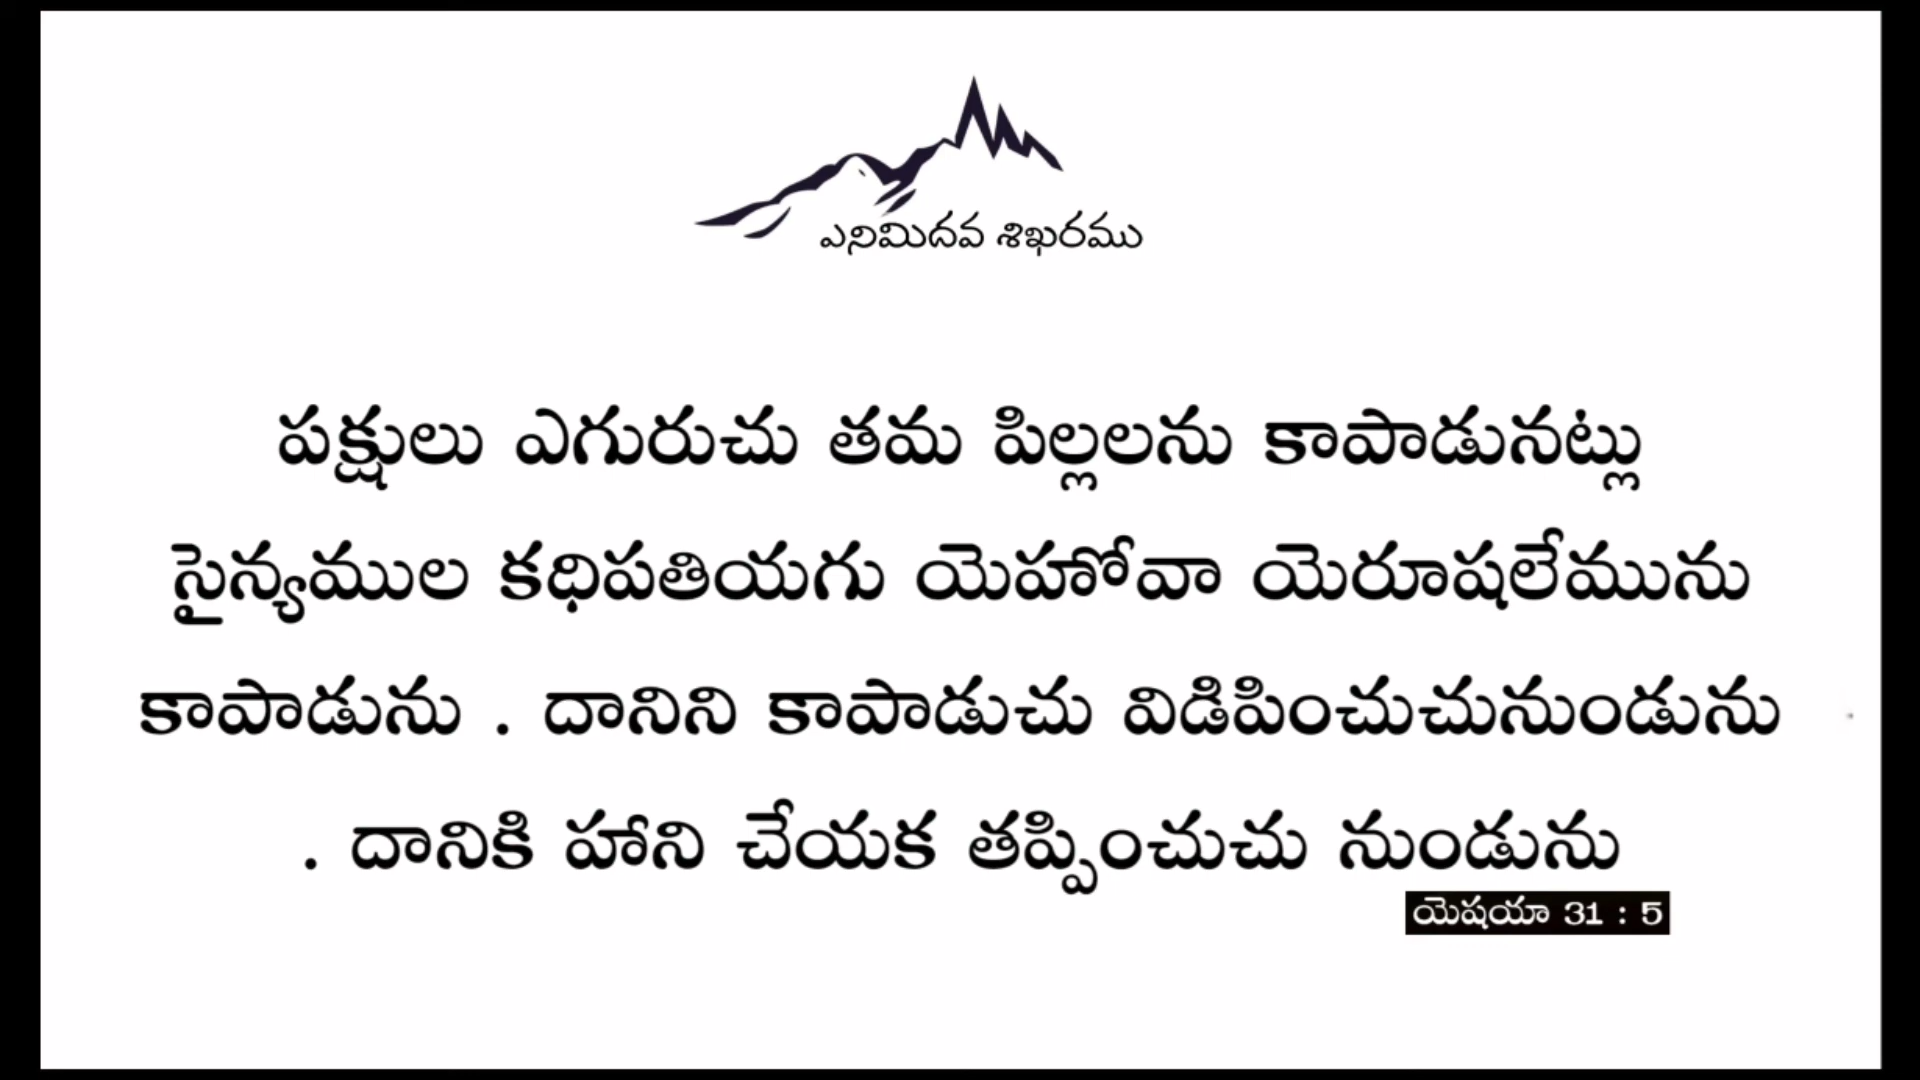 ఎనిమిదవ శిఖరము
పక్షులు ఎగురుచు తమ పిల్లలను కాపాడునట్లు
సైన్యముల కధిపతియగు యెహోవా యెరూషలేమును
కాపాడును . దానిని కాపాడుచు విడిపించుచునుండును
. దానికి హాని చేయక తప్పించుచు నుండును
యెషయా 31 : 5